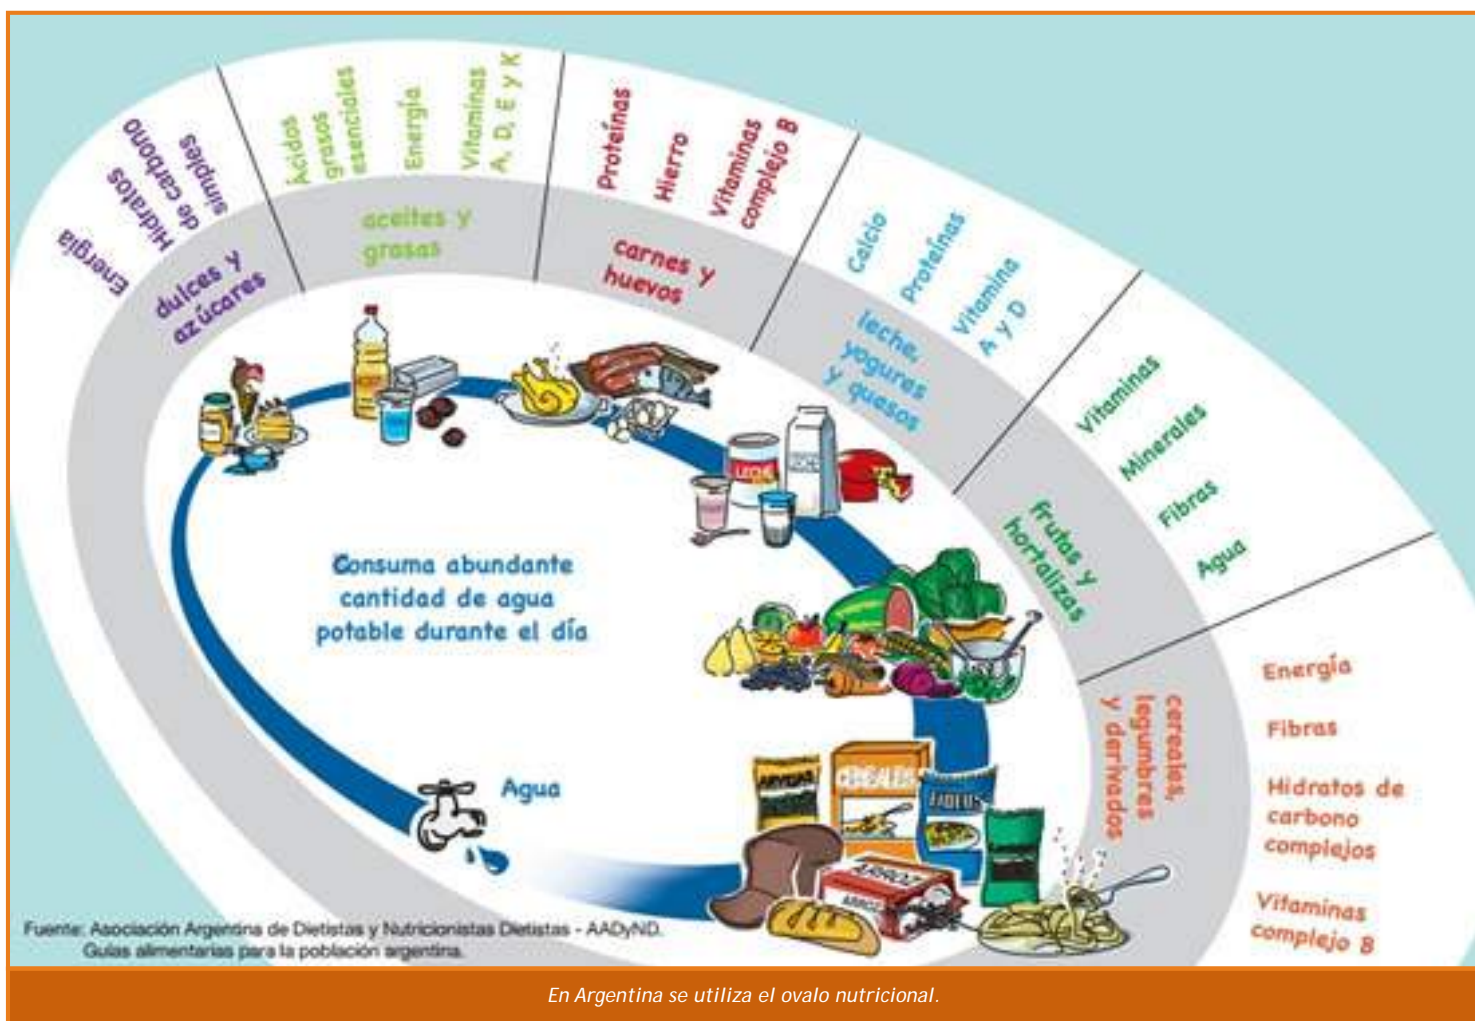 Energía
Hidratos
de carbono
simples
dulces y
azúcares
Ácidos
grasos
esenciales
Energía
Vitaminas
A, D, E y K
aceites y
grasas
Proteínas
Hierro
Vitaminas
complejo B
carnes y
huevos
Calcio
Proteínas
Vitamina
A y D
leche,
yogures
y quesos
Vitaminas
Minerales
Fibras
Agua
frutas y
hortalizas
Energía
Fibras
Hidratos de
carbono
complejos
Vitaminas
complejo B
cereales,
legumbres
y derivados
LECHE
Consuma abundante
cantidad de agua
potable durante el día
Agua
ARVEJAS
CEREALES
FIDEOS
ARROZ
ARROZ
Fuente: Asociación Argentina de Dietistas y Nutricionistas Dietistas - AADyND.
Guías alimentarias para la población argentina.
En Argentina se utiliza el ovalo nutricional.